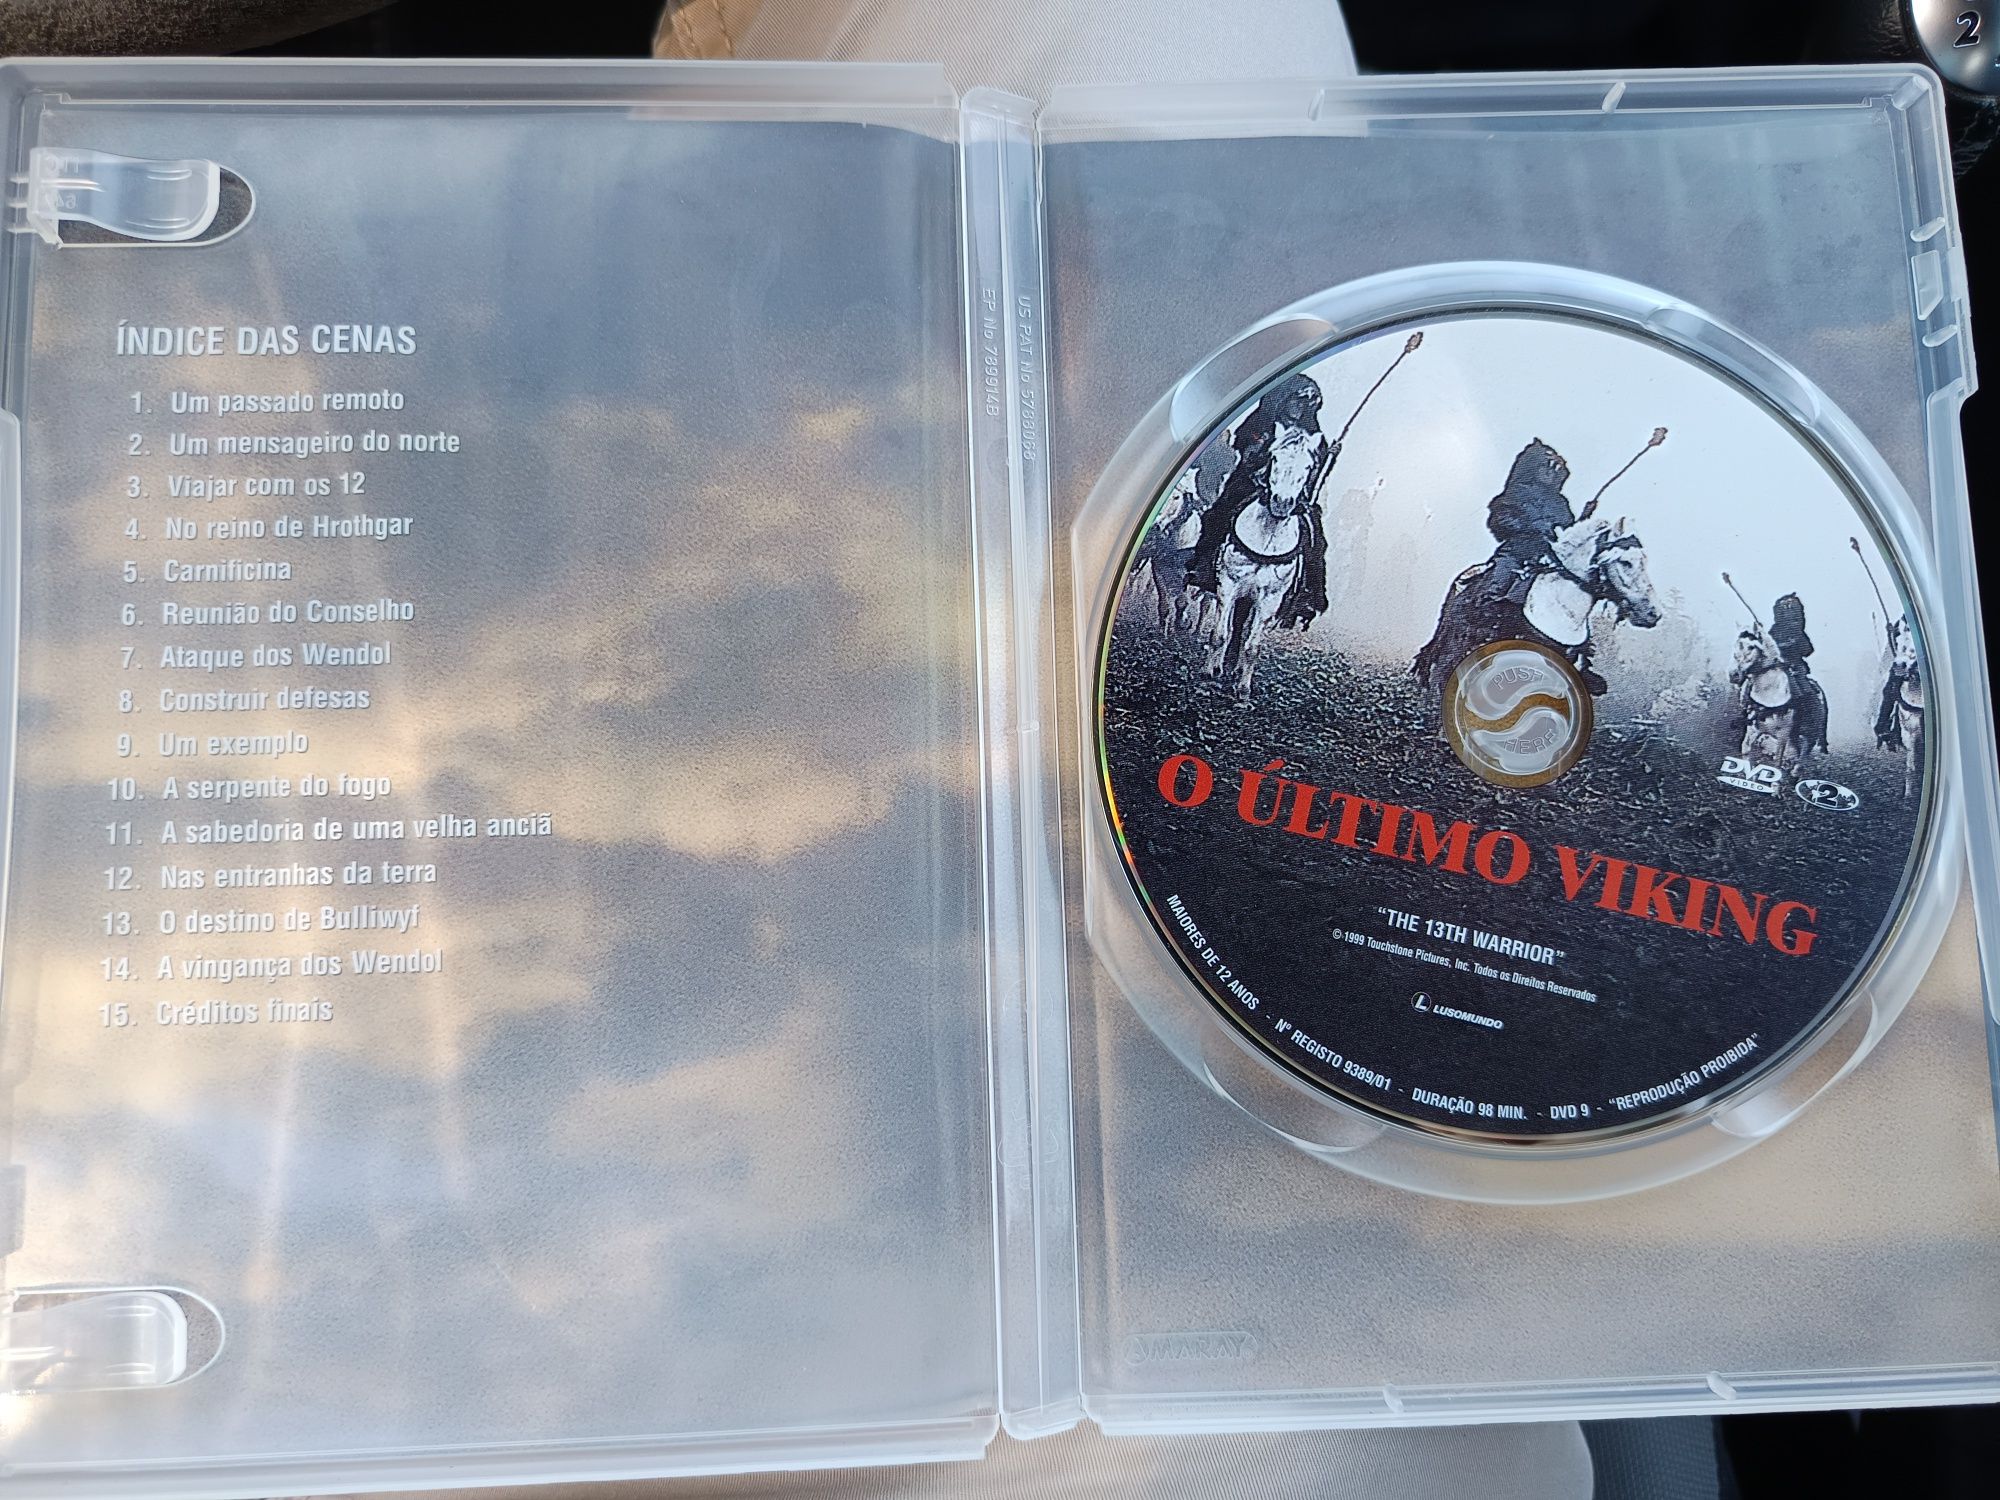 ÍNDICE DAS CENAS
1. Um passado remoto
2. Um mensageiro do norte
3. Viajar com os 12
4. No reino de Hrothgar
5. Carnificina
6. Reunião do Conselho
7. Ataque dos Wendol
8. Construir defesas
9. Um exemplo
10. A serpente do fogo
11. A sabedoria de uma velha anciã
12. Nas entranhas da terra
13. O destino de Bulliwyf
14. A vingança dos Wendol
15. Créditos finais
EP No 789914B
US PAT No 5788068
PUSH
HERE
DVD
VIDEO
2
O ÚLTIMO VIKING
“THE 13TH WARRIOR”
© 1999 Touchstone Pictures, Inc. Todos os Direitos Reservados
L LUSOMUNDO
MAIORES DE 12 ANOS - Nº REGISTO 9389/01 - DURAÇÃO 98 MIN. - DVD 9 - “REPRODUÇÃO PROIBIDA”
AMARAY
2